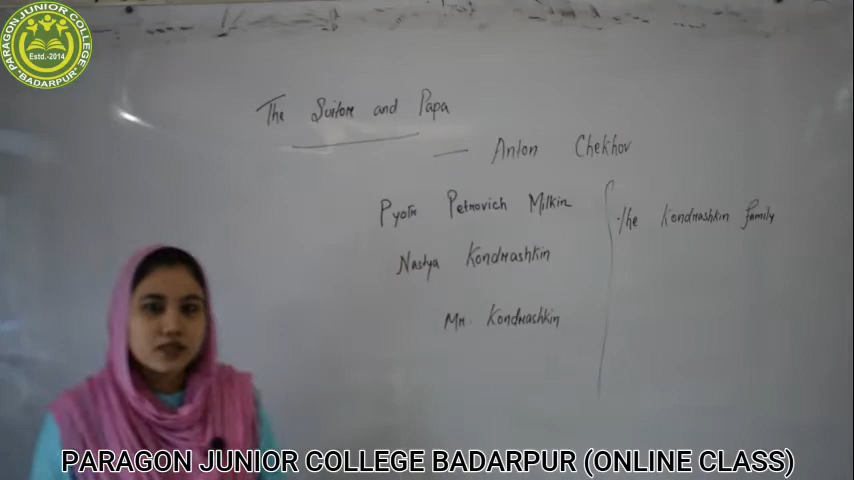 PARAGON JUNIOR COLLEGE
Estd.-2014
BADARPUR
The Suitor and Papa
— Anton Chekhov
Pyotr Petrovich Milkin
The Kondrashkin family
Nastya Kondrashkin
Mr. Kondrashkin
PARAGON JUNIOR COLLEGE BADARPUR (ONLINE CLASS)